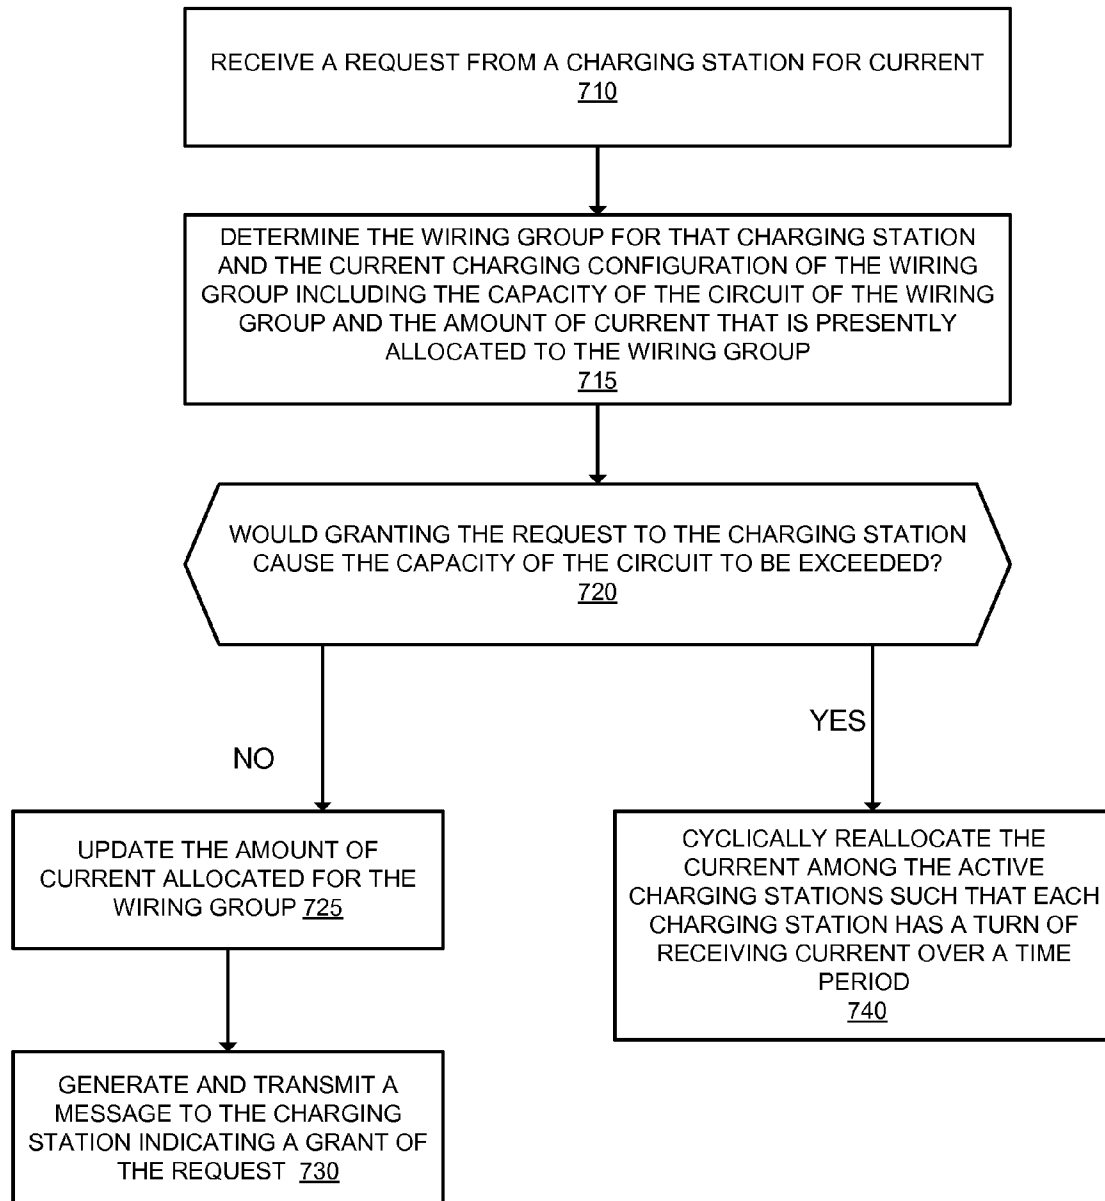 RECEIVE A REQUEST FROM A CHARGING STATION FOR CURRENT
710
DETERMINE THE WIRING GROUP FOR THAT CHARGING STATION
AND THE CURRENT CHARGING CONFIGURATION OF THE WIRING
GROUP INCLUDING THE CAPACITY OF THE CIRCUIT OF THE WIRING
GROUP AND THE AMOUNT OF CURRENT THAT IS PRESENTLY
ALLOCATED TO THE WIRING GROUP
715
WOULD GRANTING THE REQUEST TO THE CHARGING STATION
CAUSE THE CAPACITY OF THE CIRCUIT TO BE EXCEEDED?
720
NO
YES
UPDATE THE AMOUNT OF
CURRENT ALLOCATED FOR THE
WIRING GROUP 725
GENERATE AND TRANSMIT A
MESSAGE TO THE CHARGING
STATION INDICATING A GRANT OF
THE REQUEST 730
CYCLICALLY REALLOCATE THE
CURRENT AMONG THE ACTIVE
CHARGING STATIONS SUCH THAT EACH
CHARGING STATION HAS A TURN OF
RECEIVING CURRENT OVER A TIME
PERIOD
740